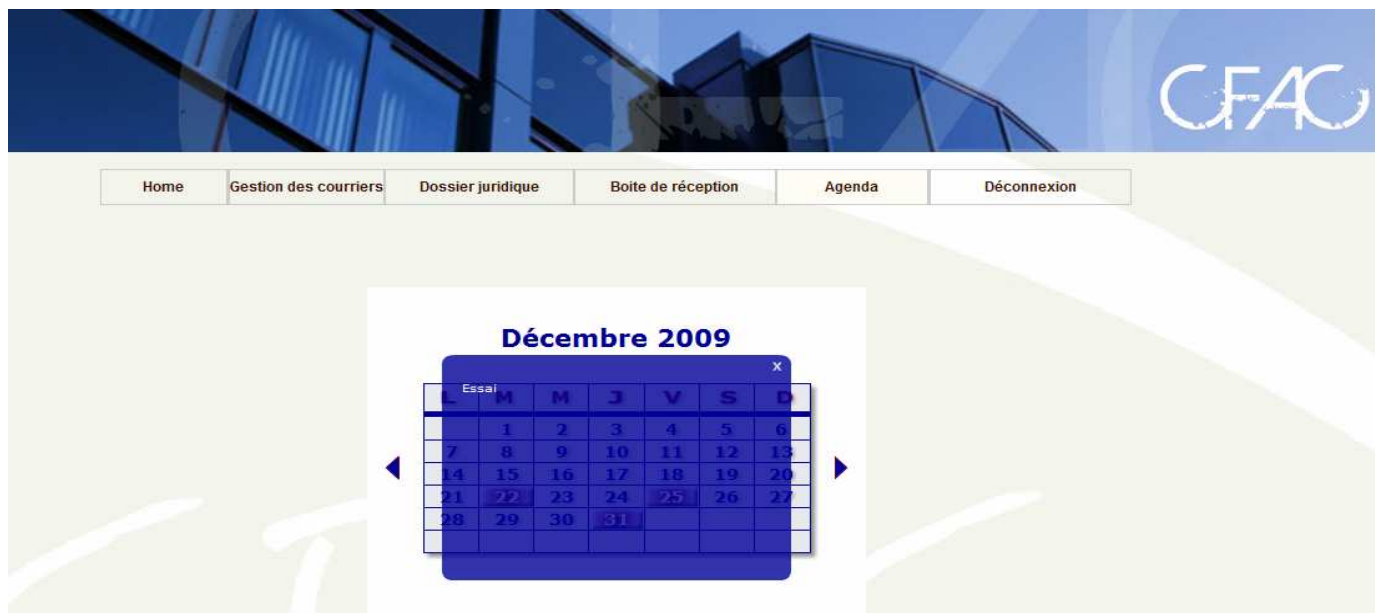 CFAO
Home Gestion des courriers Dossier juridique Boite de réception Agenda Déconnexion
Décembre 2009
x
Essai
L M M J V S D
1 2 3 4 5 6
7 8 9 10 11 12 13
14 15 16 17 18 19 20
21 22 23 24 25 26 27
28 29 30 31